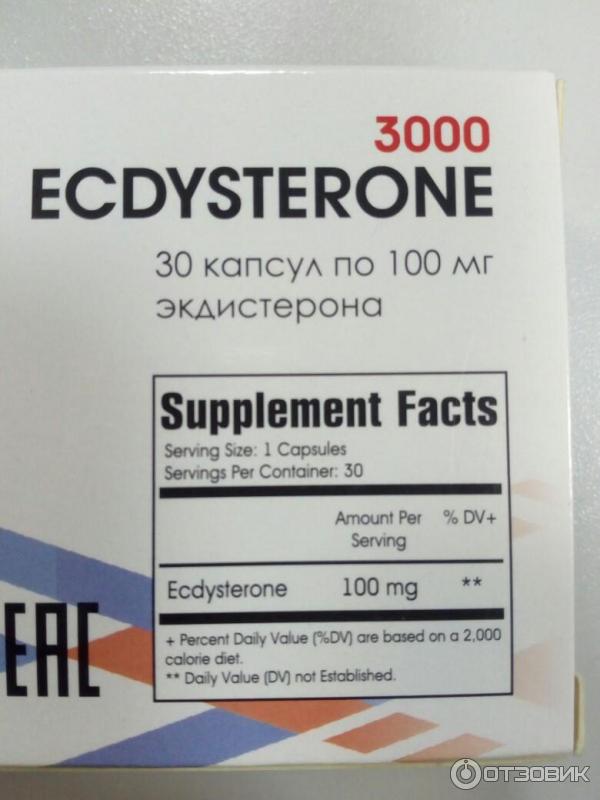 3000
ECDYSTERONE
30 капсул по 100 мг
экдистерона
Supplement Facts
Serving Size: 1 Capsules
Servings Per Container: 30
Amount Per % DV+
Serving
Ecdysterone 100 mg **
+ Percent Daily Value (%DV) are based on a 2,000
calorie diet.
** Daily Value (DV) not Established.
EAC
ОТЗОВИК